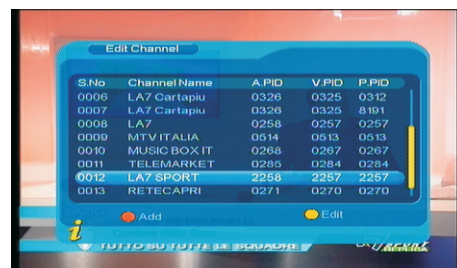 Edit Channel
S.No Channel Name A.PID V.PID P.PID
0006 LA7 Cartapiu 0326 0325 0312
0007 LA7 Cartapiu 0326 0325 8191
0008 LA7 0258 0257 0257
0009 MTV ITALIA 0514 0513 0513
0010 MUSIC BOX IT 0268 0267 0267
0011 TELEMARKET 0285 0284 0284
0012 LA7 SPORT 2258 2257 2257
0013 RETECAPRI 0271 0270 0270
Add Edit
TUTTO SU TUTTE LE SQUADRE
SPORT
REPLICA